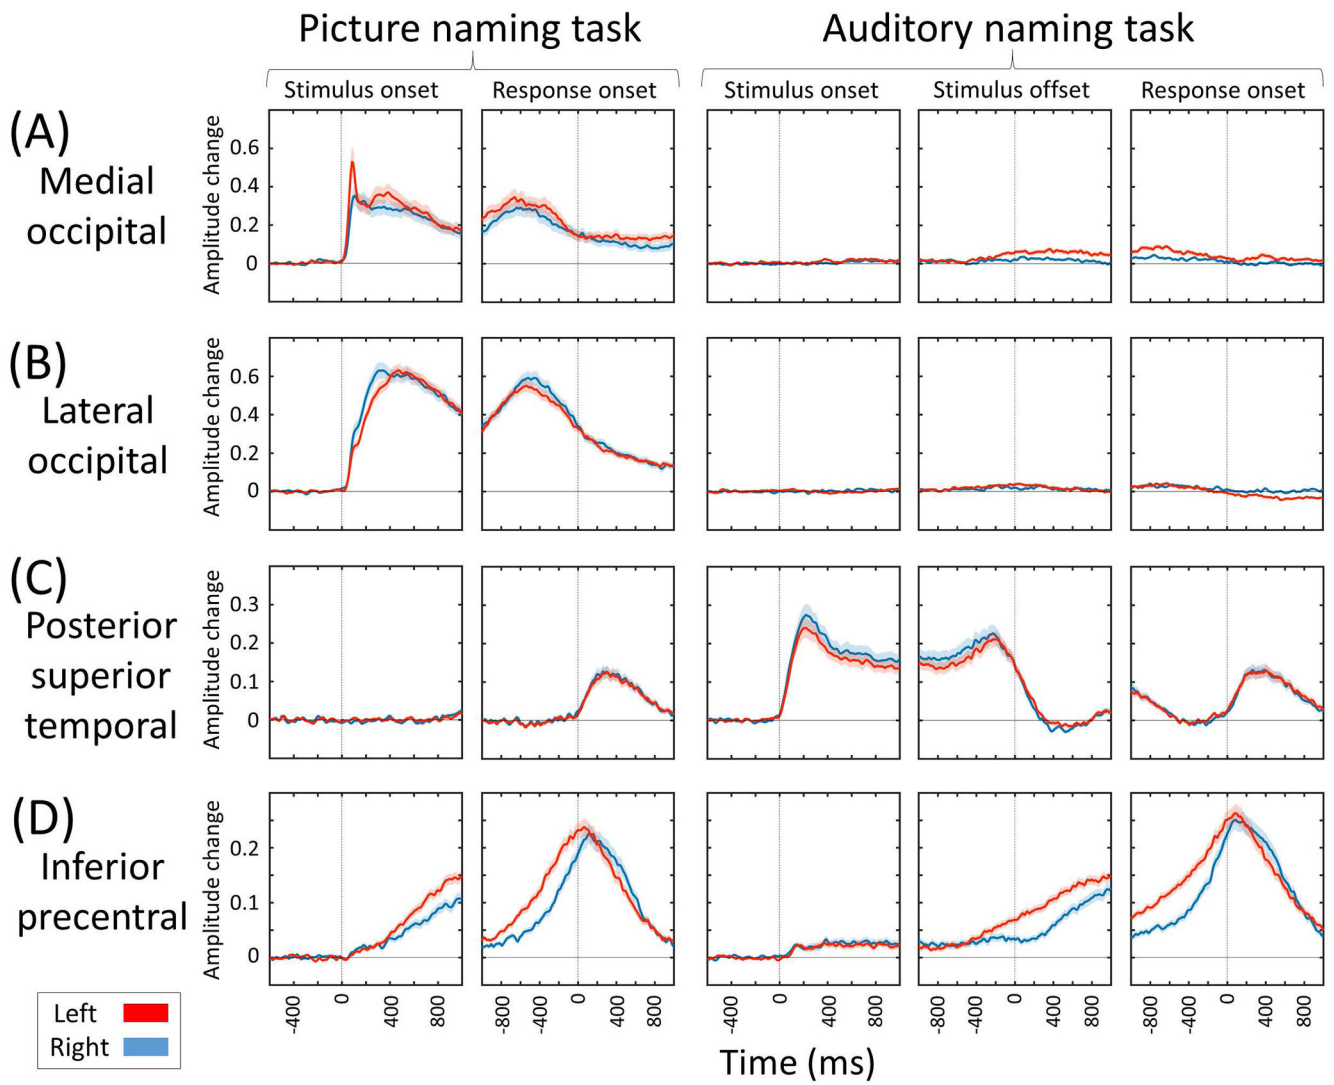 Picture naming task Auditory naming task
Stimulus onset Response onset Stimulus onset Stimulus offset Response onset
(A)
Medial
occipital
Amplitude change
0.6
0.4
0.2
0
(B)
Lateral
occipital
Amplitude change
0.6
0.4
0.2
0
(C)
Posterior
superior
temporal
Amplitude change
0.3
0.2
0.1
0
(D)
Inferior
precentral
Amplitude change
0.2
0.1
0
-400 0 400 800 -800 -400 0 400 800 -400 0 400 800 -800 -400 0 400 800 -800 -400 0 400 800
Left
Right
Time (ms)